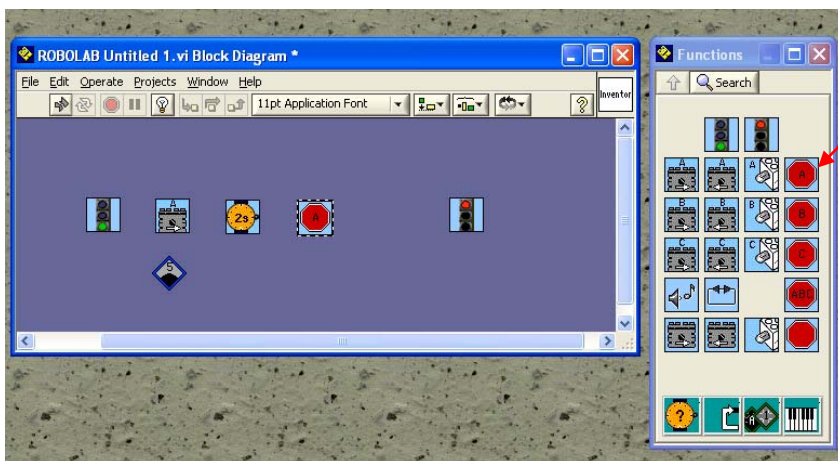 ROBOLAB Untitled 1.vi Block Diagram *
File Edit Operate Projects Window Help
11pt Application Font
?
Inventor
A
2s
A
5
Functions
Search
A A A A
B B B B
C C C C
ABC
?
A